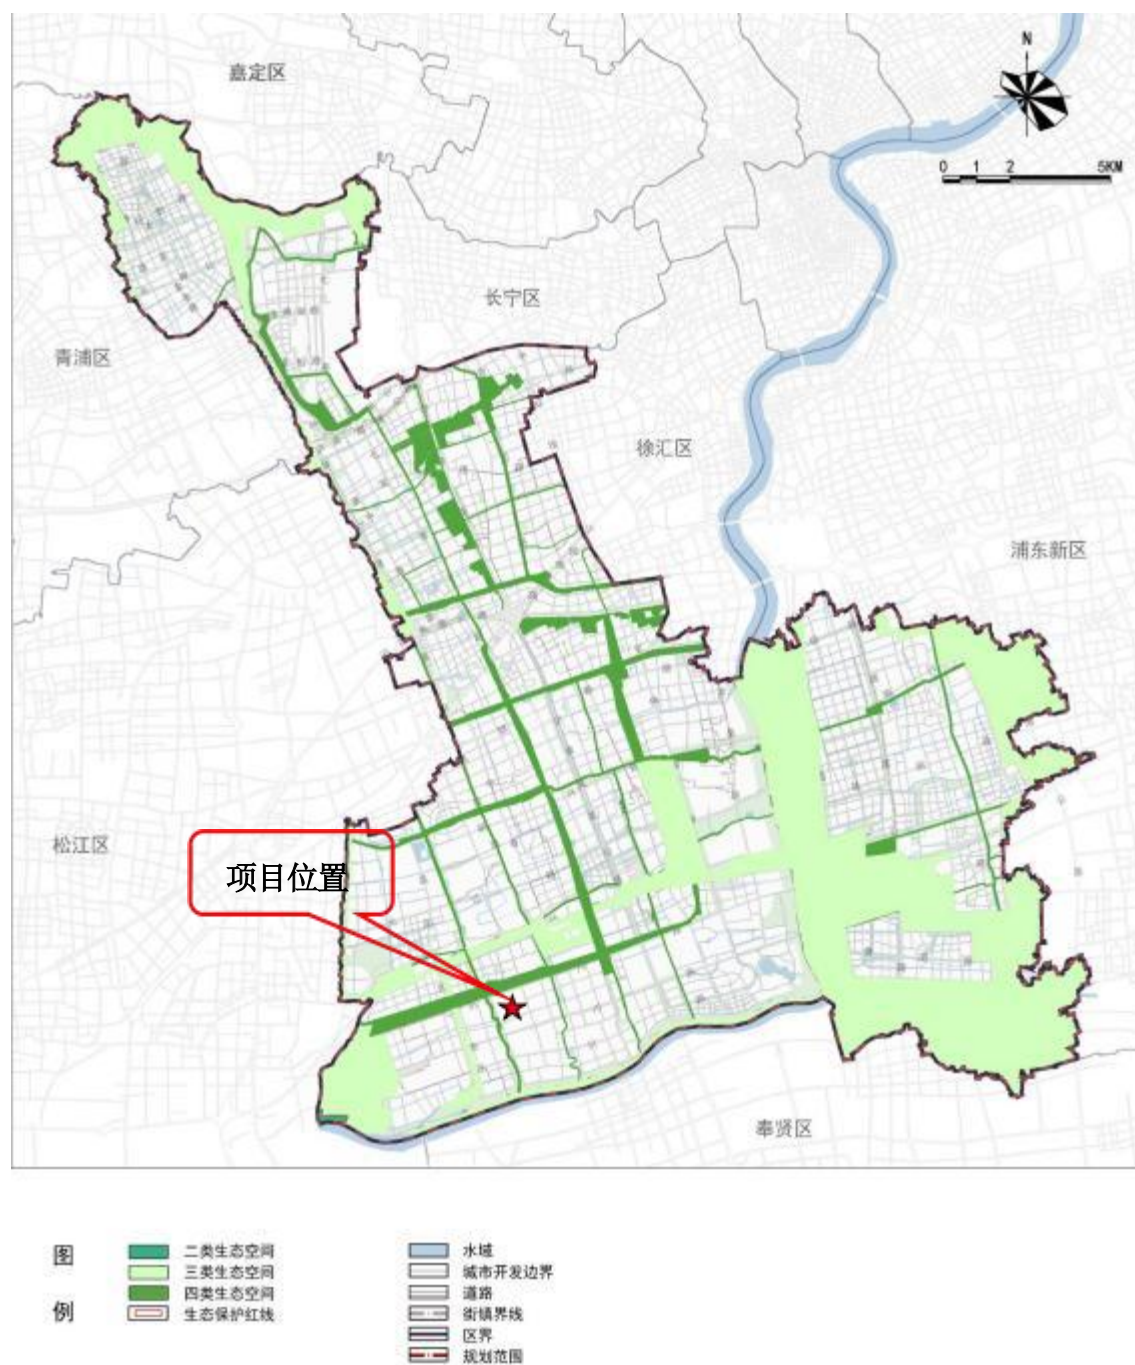 嘉定区
N
0 1 2 5KM
长宁区
青浦区
徐汇区
浦东新区
松江区
项目位置
奉贤区
图例
二类生态空间
三类生态空间
四类生态空间
生态保护红线
水域
城市开发边界
道路
街镇界线
区界
规划范围